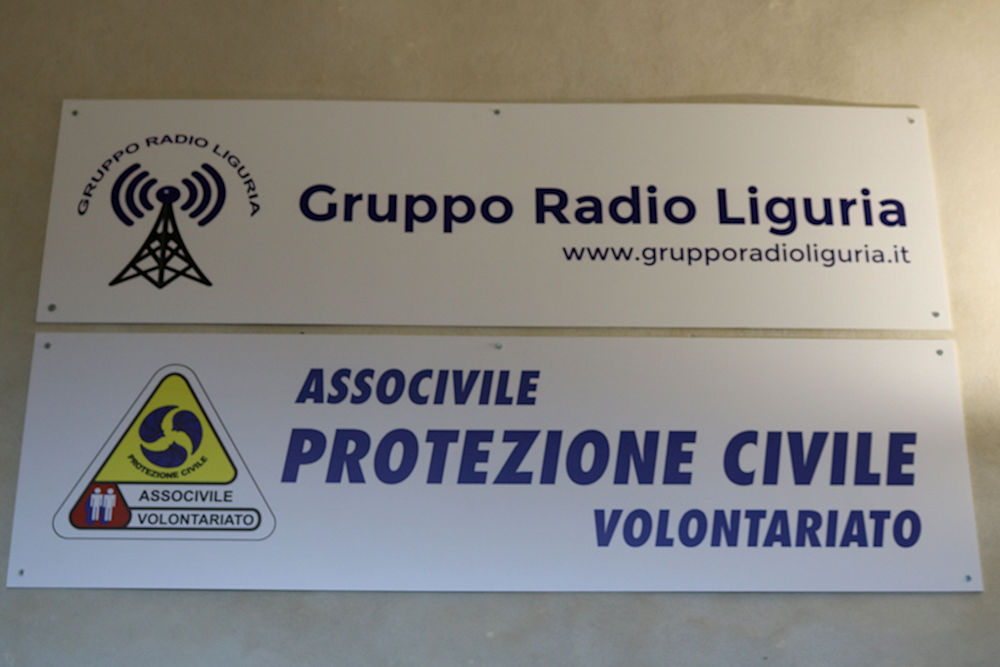 GRUPPO RADIO LIGURIA
Gruppo Radio Liguria
www.grupporadioliguria.it
ASSOCIVILE
PROTEZIONE CIVILE
VOLONTARIATO
PROTEZIONE CIVILE
ASSOCIVILE
VOLONTARIATO